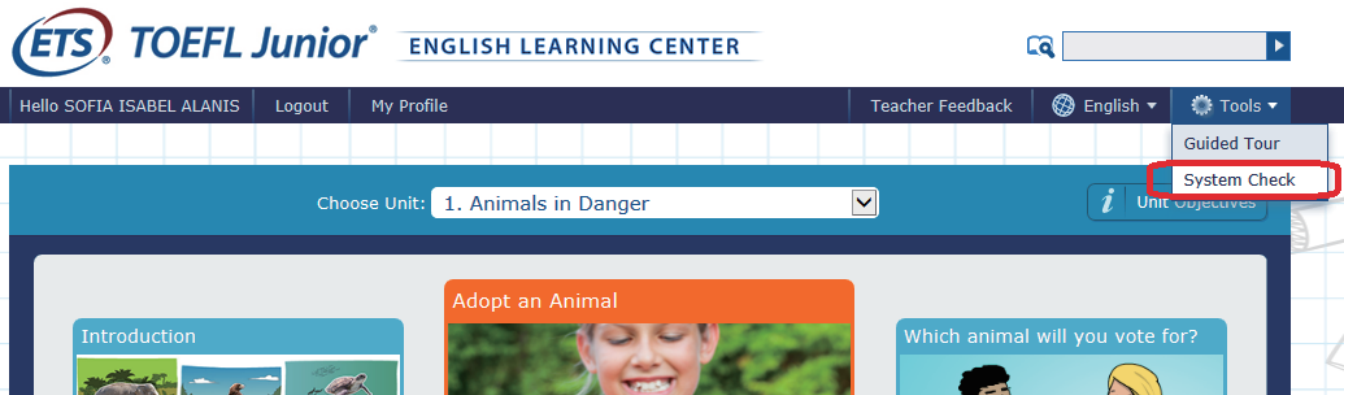 ETS® TOEFL Junior® ENGLISH LEARNING CENTER
Hello SOFIA ISABEL ALANIS Logout My Profile Teacher Feedback English Tools
Guided Tour
System Check
Choose Unit: 1. Animals in Danger
i Unit Objectives
Adopt an Animal
Introduction
Which animal will you vote for?